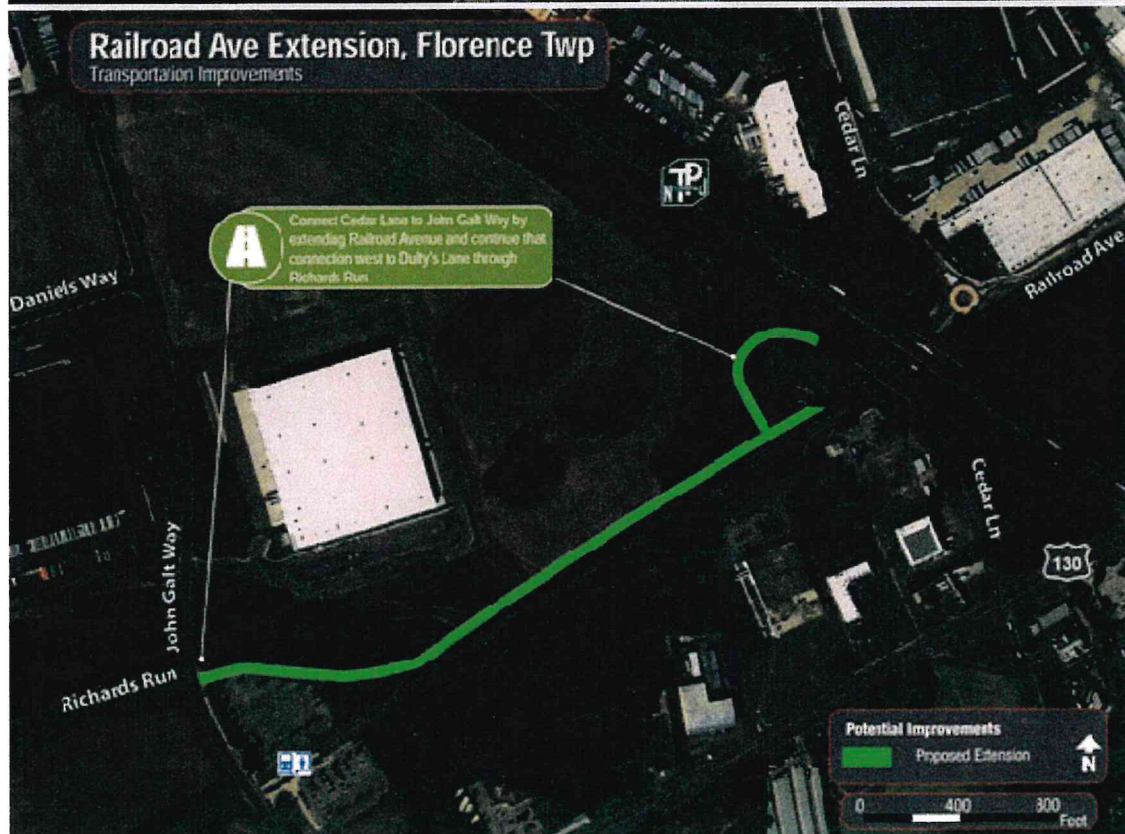 Railroad Ave Extension, Florence Twp
Transportation Improvements
Cedar Ln
Connect Cedar Lane to John Galt Way by
extending Railroad Avenue and continue that
connection west to Dulty's Lane through
Richards Run
Daniels Way
Railroad Ave
John Galt Way
Cedar Ln
130
Richards Run
Potential Improvements
Proposed Extension
N
0 400 800
Feet